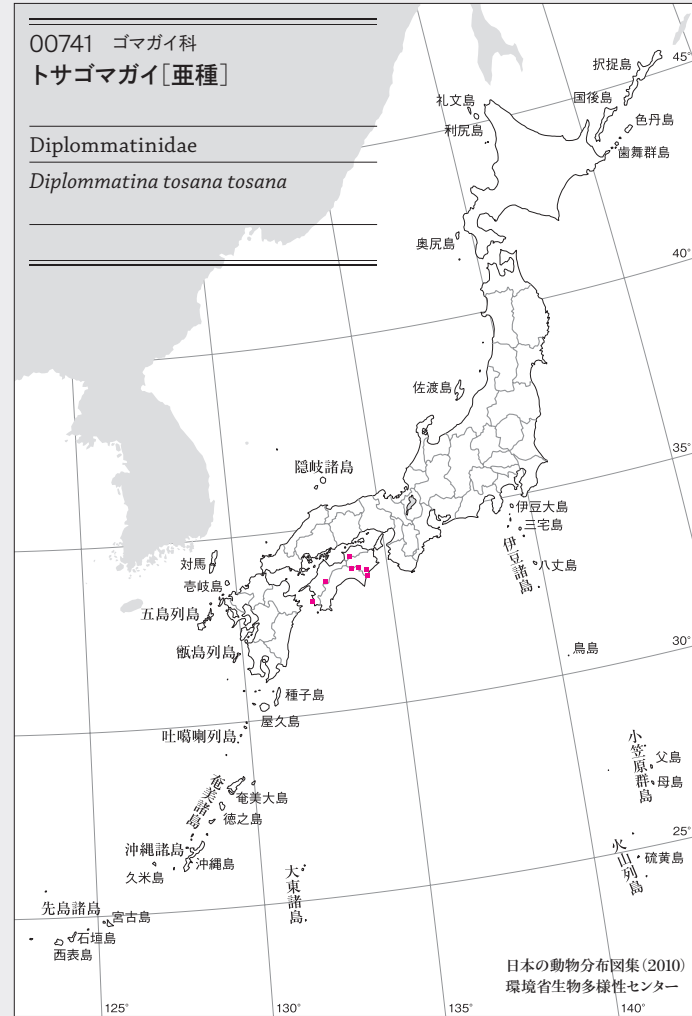 00741 ゴマガイ科
トサゴマガイ[亜種]
Diplommatinidae
Diplommatina tosana tosana
択捉島
国後島
色丹島
歯舞群島
礼文島
利尻島
奥尻島
佐渡島
隠岐諸島
対馬
壱岐島
五島列島
甑島列島
種子島
屋久島
吐噶喇列島
奄美諸島
奄美大島
徳之島
沖縄諸島
沖縄島
久米島
先島諸島
宮古島
石垣島
西表島
大東諸島
伊豆大島
三宅島
伊豆諸島
八丈島
鳥島
小笠原群島
父島
母島
火山列島
硫黄島
45°
40°
35°
30°
25°
125°
130°
135°
140°
日本の動物分布図集(2010)
環境省生物多様性センター